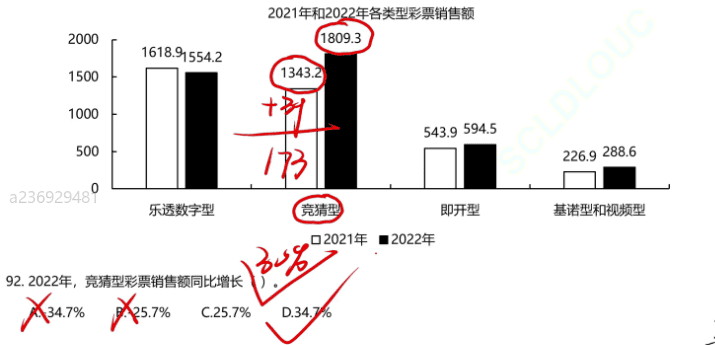 2021年和2022年各类型彩票销售额
2000
1500
1000
500
0
1618.9
1554.2
1343.2
1809.3
543.9
594.5
226.9
288.6
+34
173
乐透数字型
竞猜型
即开型
基诺型和视频型
2021年 2022年
35%
92. 2022年，竞猜型彩票销售额同比增长（ ）。
A.-34.7% B.-25.7% C.25.7% D.34.7%
a236929481
SCLDLOUC